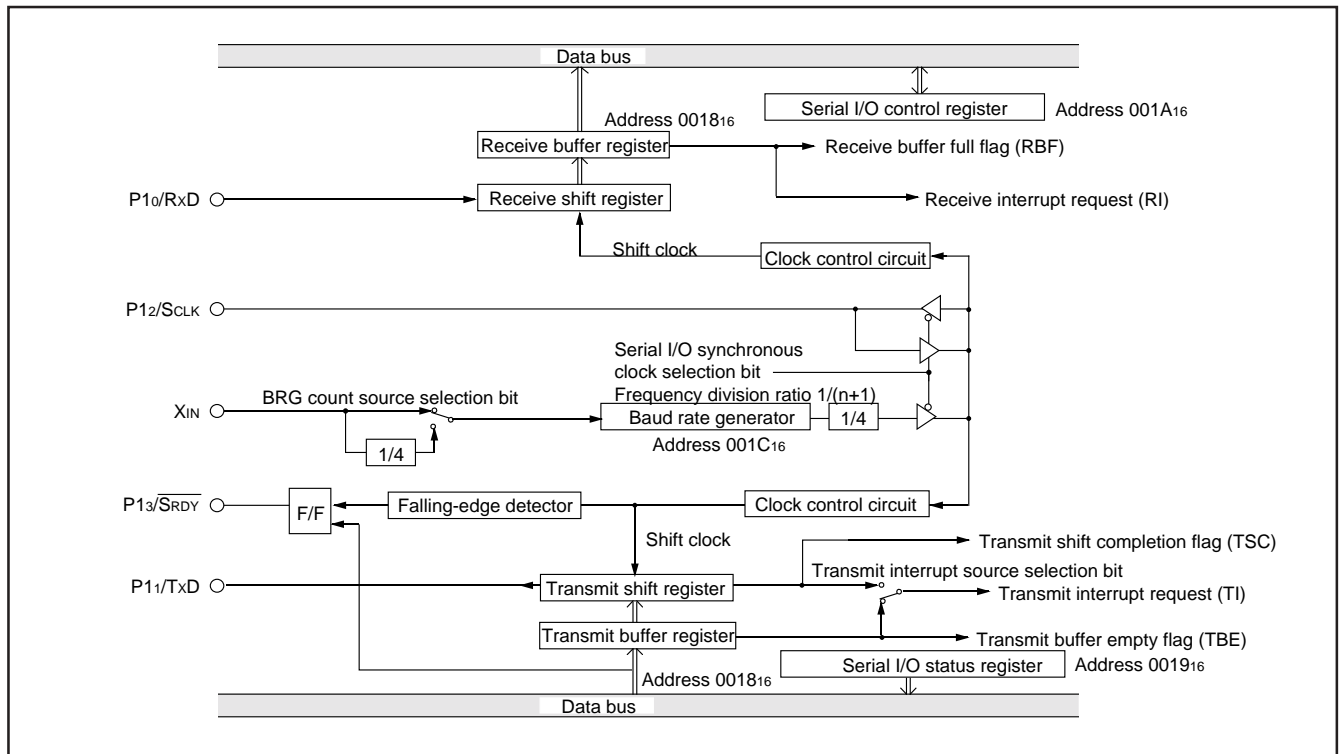 Data bus
Serial I/O control register Address 001A16
Address 001816
Receive buffer register Receive buffer full flag (RBF)
P10/RXD Receive shift register Receive interrupt request (RI)
Shift clock Clock control circuit
P12/SCLK
Serial I/O synchronous
clock selection bit
BRG count source selection bit Frequency division ratio 1/(n+1)
XIN Baud rate generator 1/4
1/4 Address 001C16
P13/SRDY F/F Falling-edge detector Clock control circuit
Shift clock Transmit shift completion flag (TSC)
Transmit interrupt source selection bit
P11/TXD Transmit shift register Transmit interrupt request (TI)
Transmit buffer register Transmit buffer empty flag (TBE)
Serial I/O status register Address 001916
Address 001816
Data bus